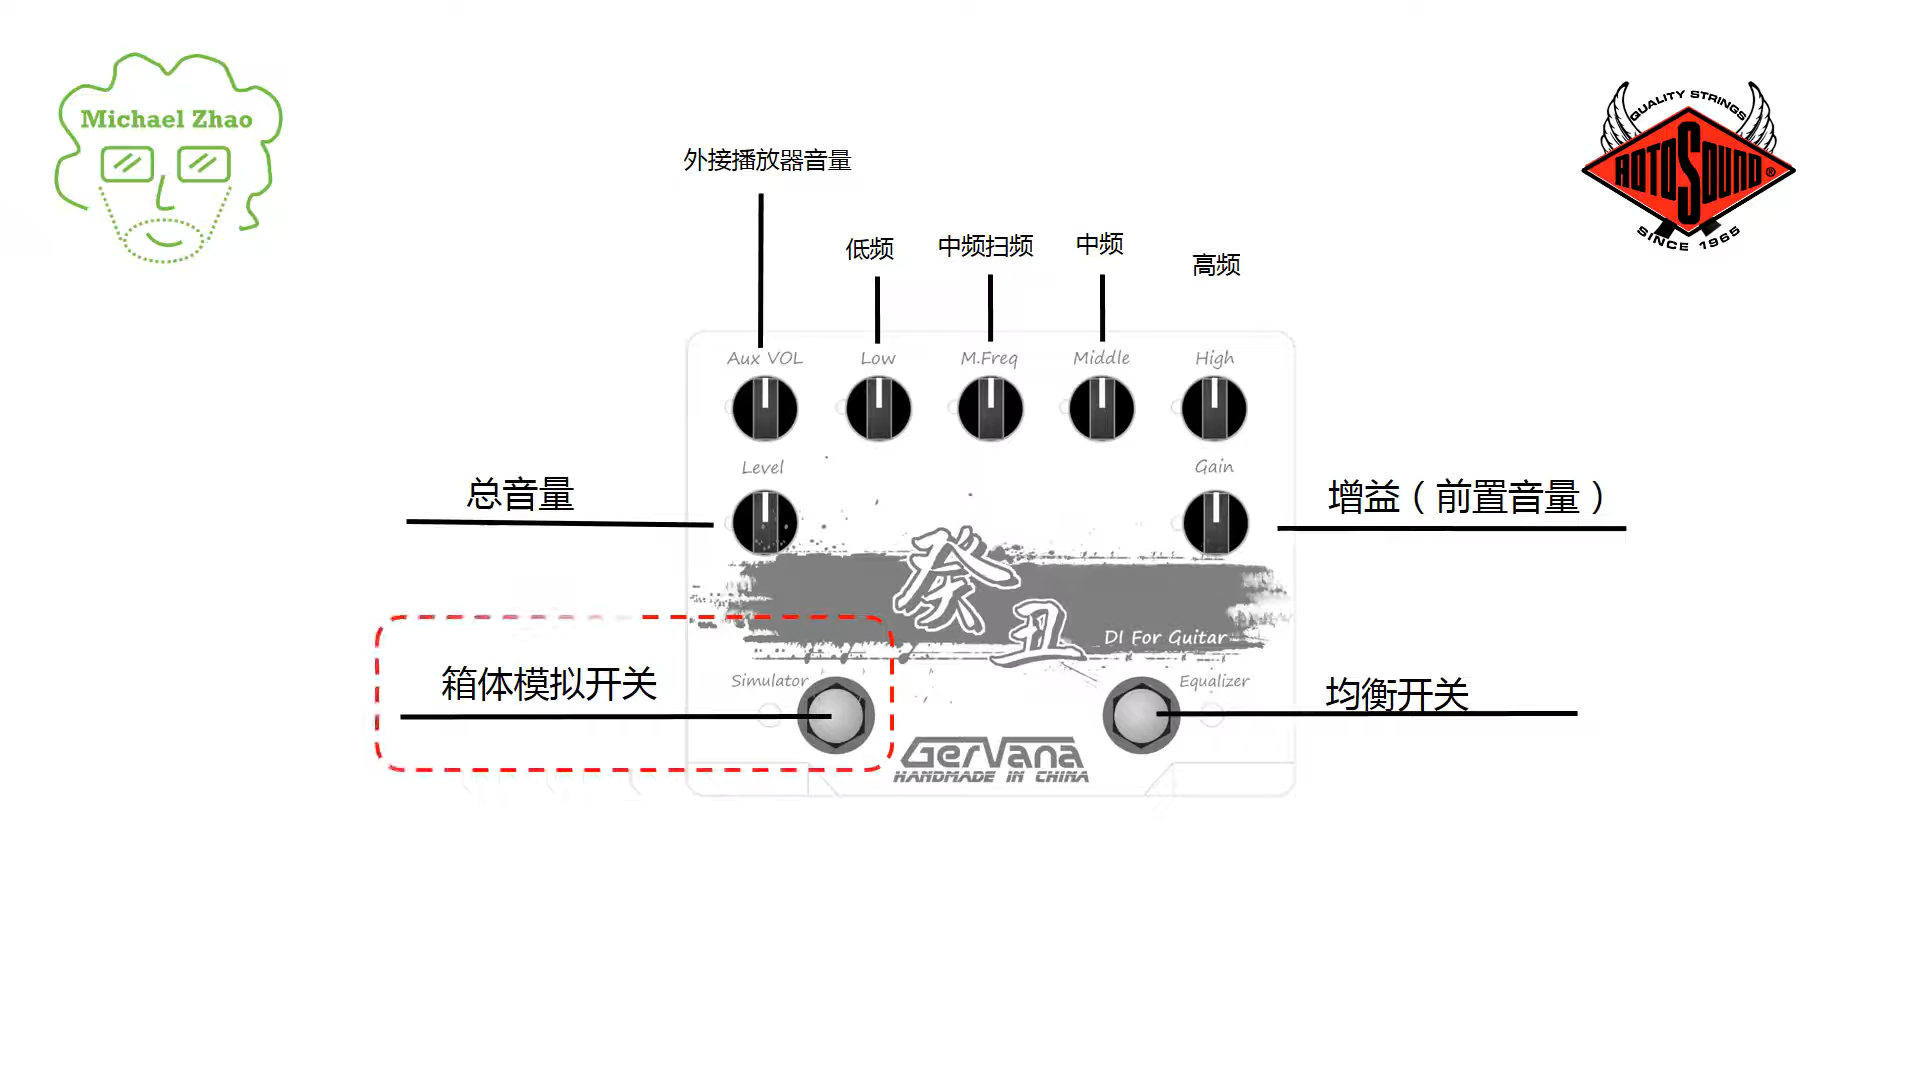 Michael Zhao
QUALITY STRINGS
ROTOSOUND®
SINCE 1965
外接播放器音量
低频
中频扫频
中频
高频
Aux VOL
Low
M.Freq
Middle
High
Level
Gain
总音量
增益（前置音量）
癸丑
DI For Guitar
箱体模拟开关
Simulator
Equalizer
均衡开关
GerVana
HANDMADE IN CHINA